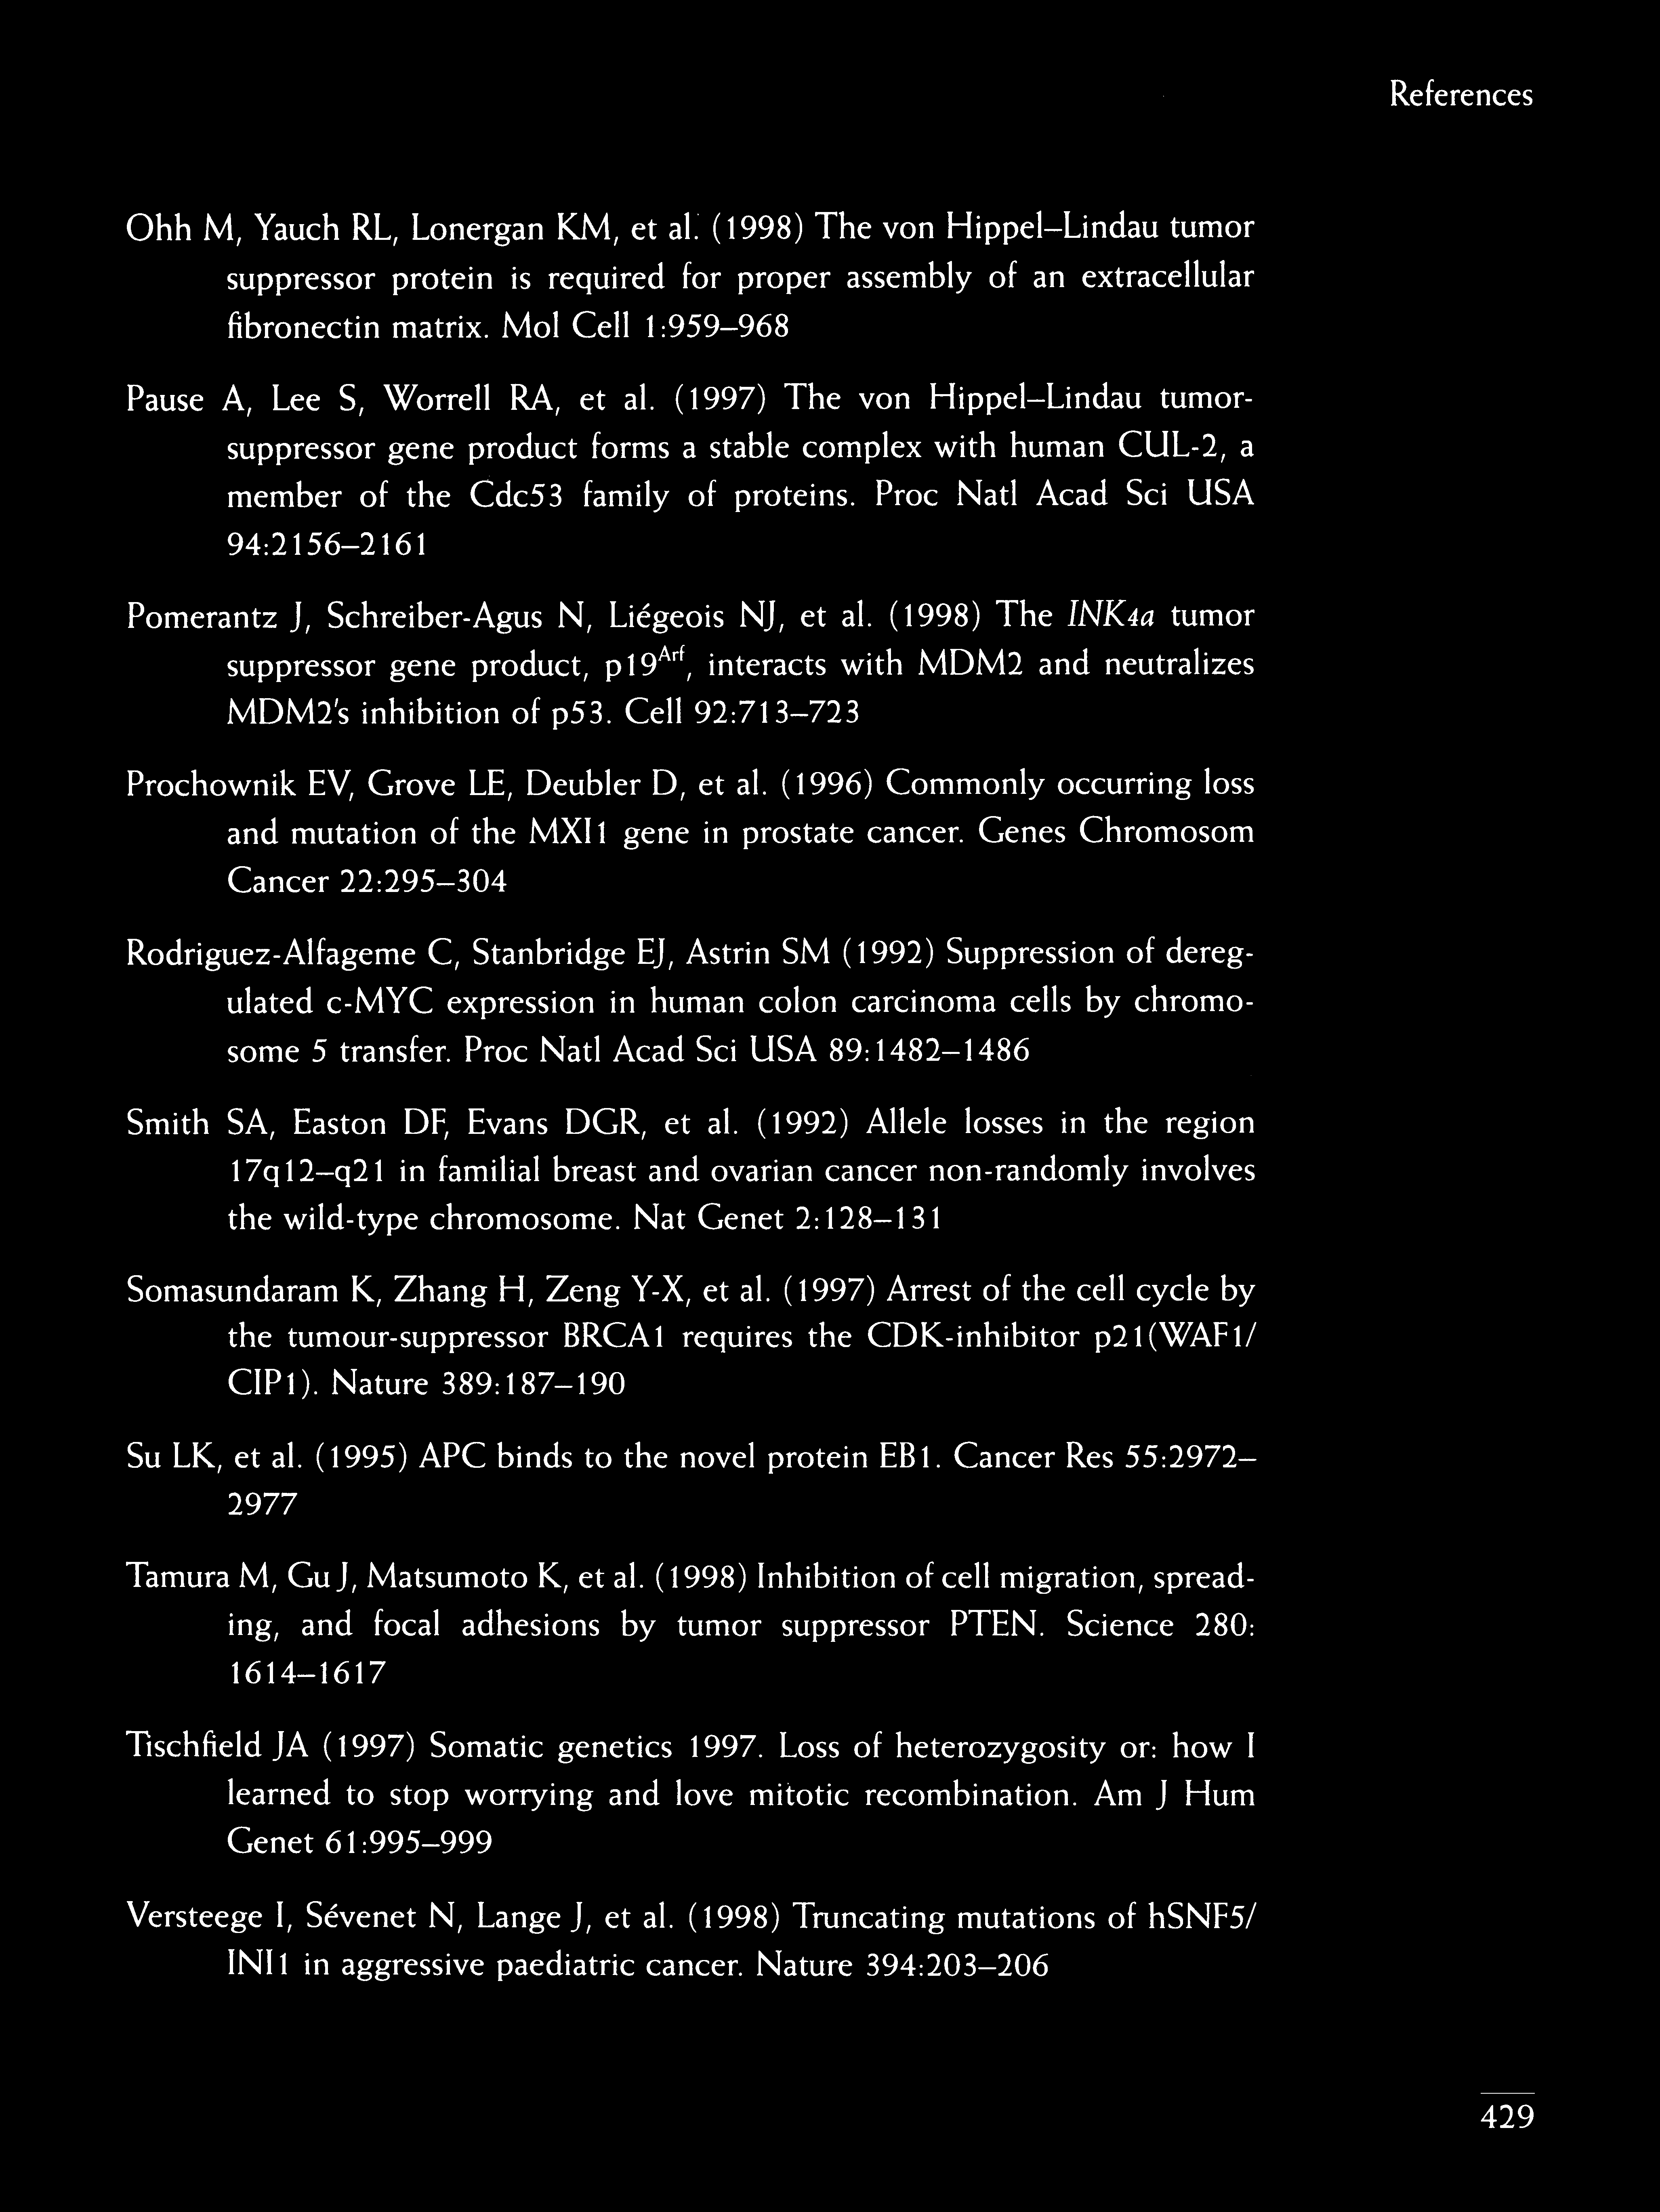 References
Ohh M, Yauch RL, Lonergan KM, et al. (1998) The von Hippel–Lindau tumor
suppressor protein is required for proper assembly of an extracellular
fibronectin matrix. Mol Cell 1:959–968
Pause A, Lee S, Worrell RA, et al. (1997) The von Hippel–Lindau tumor-
suppressor gene product forms a stable complex with human CUL-2, a
member of the Cdc53 family of proteins. Proc Natl Acad Sci USA
94:2156–2161
Pomerantz J, Schreiber-Agus N, Liégeois NJ, et al. (1998) The INK4a tumor
suppressor gene product, p19Arf, interacts with MDM2 and neutralizes
MDM2's inhibition of p53. Cell 92:713–723
Prochownik EV, Grove LE, Deubler D, et al. (1996) Commonly occurring loss
and mutation of the MXI1 gene in prostate cancer. Genes Chromosom
Cancer 22:295–304
Rodriguez-Alfageme C, Stanbridge EJ, Astrin SM (1992) Suppression of dereg-
ulated c-MYC expression in human colon carcinoma cells by chromo-
some 5 transfer. Proc Natl Acad Sci USA 89:1482–1486
Smith SA, Easton DF, Evans DGR, et al. (1992) Allele losses in the region
17q12–q21 in familial breast and ovarian cancer non-randomly involves
the wild-type chromosome. Nat Genet 2:128–131
Somasundaram K, Zhang H, Zeng Y-X, et al. (1997) Arrest of the cell cycle by
the tumour-suppressor BRCA1 requires the CDK-inhibitor p21(WAF1/
CIP1). Nature 389:187–190
Su LK, et al. (1995) APC binds to the novel protein EB1. Cancer Res 55:2972–
2977
Tamura M, Gu J, Matsumoto K, et al. (1998) Inhibition of cell migration, spread-
ing, and focal adhesions by tumor suppressor PTEN. Science 280:
1614–1617
Tischfield JA (1997) Somatic genetics 1997. Loss of heterozygosity or: how I
learned to stop worrying and love mitotic recombination. Am J Hum
Genet 61:995–999
Versteege I, Sévenet N, Lange J, et al. (1998) Truncating mutations of hSNF5/
INI1 in aggressive paediatric cancer. Nature 394:203–206
429